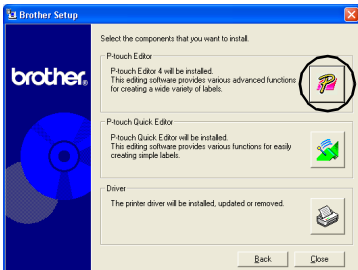 Brother Setup
Select the components that you want to install.
brother®
P-touch Editor
P-touch Editor 4 will be installed.
This editing software provides various advanced functions
for creating a wide variety of labels.
P-touch Quick Editor
P-touch Quick Editor will be installed.
This editing software provides various functions for easily
creating simple labels.
Driver
The printer driver will be installed, updated or removed.
Back
Close